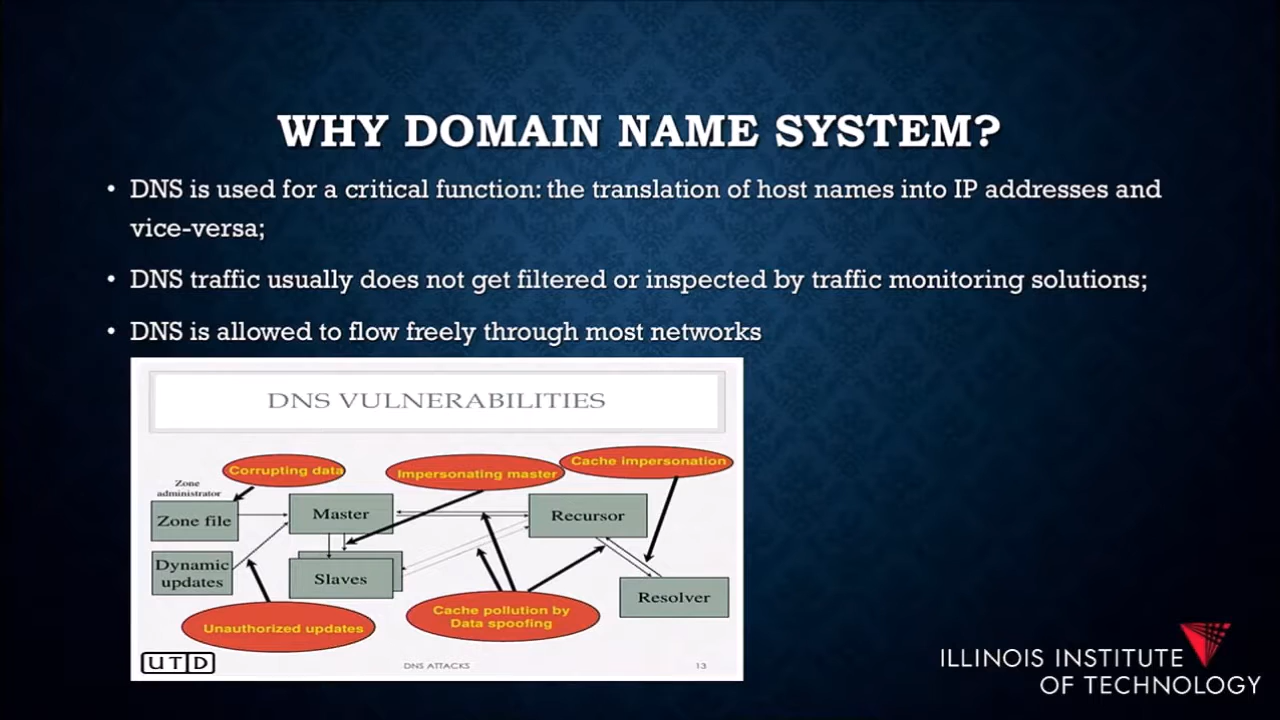 WHY DOMAIN NAME SYSTEM?
• DNS is used for a critical function: the translation of host names into IP addresses and
vice-versa;
• DNS traffic usually does not get filtered or inspected by traffic monitoring solutions;
• DNS is allowed to flow freely through most networks
DNS VULNERABILITIES
Corrupting data
Impersonating master
Cache impersonation
Zone
administrator
Zone file
Master
Recursor
Dynamic
updates
Slaves
Resolver
Unauthorized updates
Cache pollution by
Data spoofing
UTD
DNS ATTACKS
13
ILLINOIS INSTITUTE
OF TECHNOLOGY